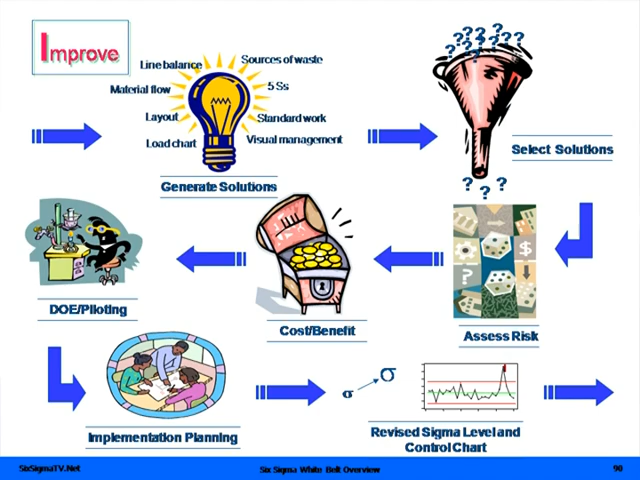 Improve
Line balance
Sources of waste
Material flow
5 Ss
Layout
Standard work
Load chart
Visual management
Generate Solutions
? ? ? ? ? ? ? ? ? ?
Select Solutions
? ? ?
$
?
DOE/Piloting
Cost/Benefit
Assess Risk
σ
σ
Implementation Planning
Revised Sigma Level and
Control Chart
SixSigmaTV.Net
Six Sigma White Belt Overview
90